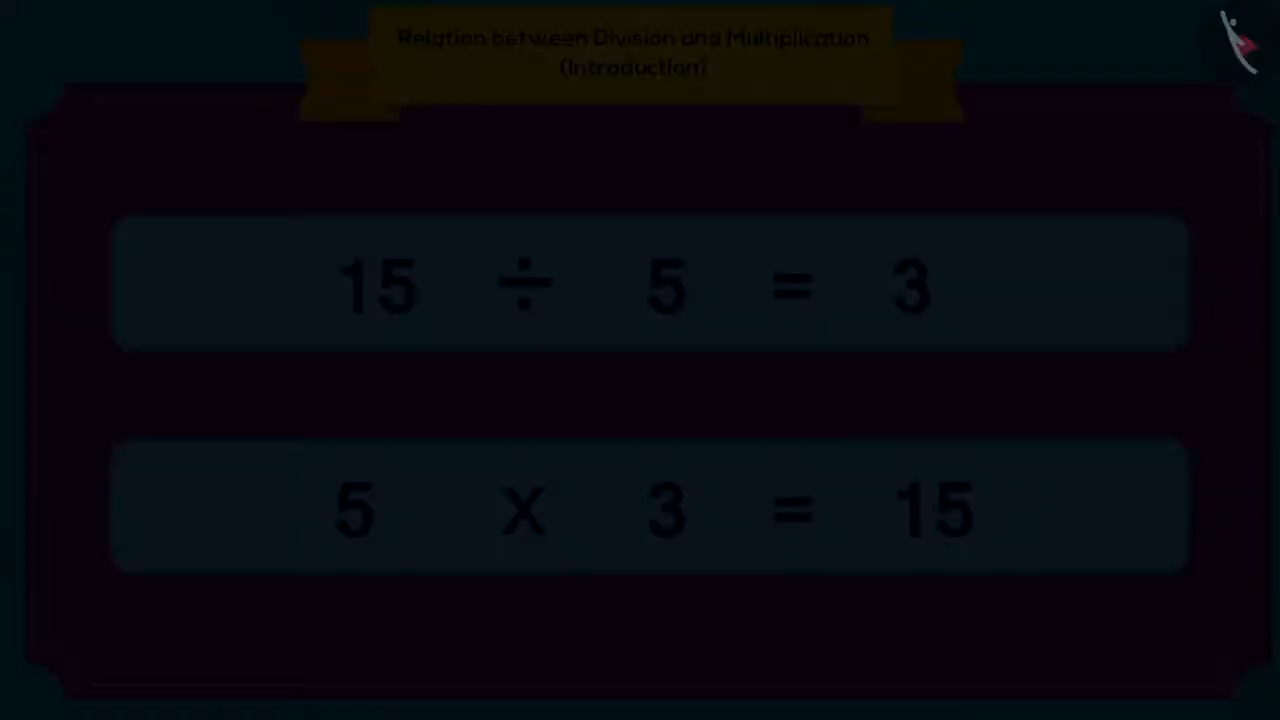 Relation between Division and Multiplication
(Introduction)
15 ÷ 5 = 3
5 x 3 = 15